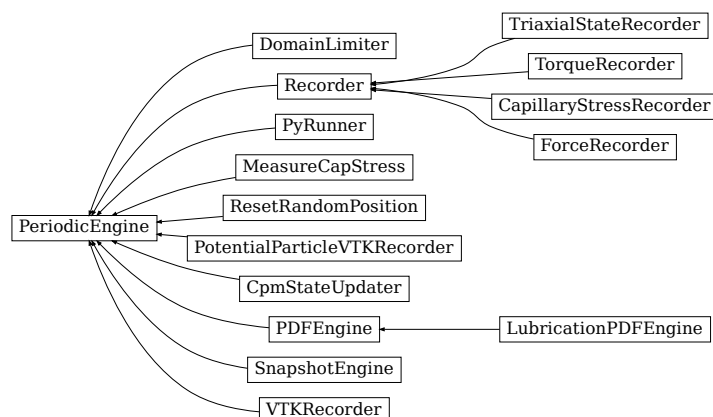 TriaxialStateRecorder
DomainLimiter
TorqueRecorder
Recorder
CapillaryStressRecorder
PyRunner
ForceRecorder
MeasureCapStress
ResetRandomPosition
PeriodicEngine
PotentialParticleVTKRecorder
CpmStateUpdater
PDFEngine
LubricationPDFEngine
SnapshotEngine
VTKRecorder